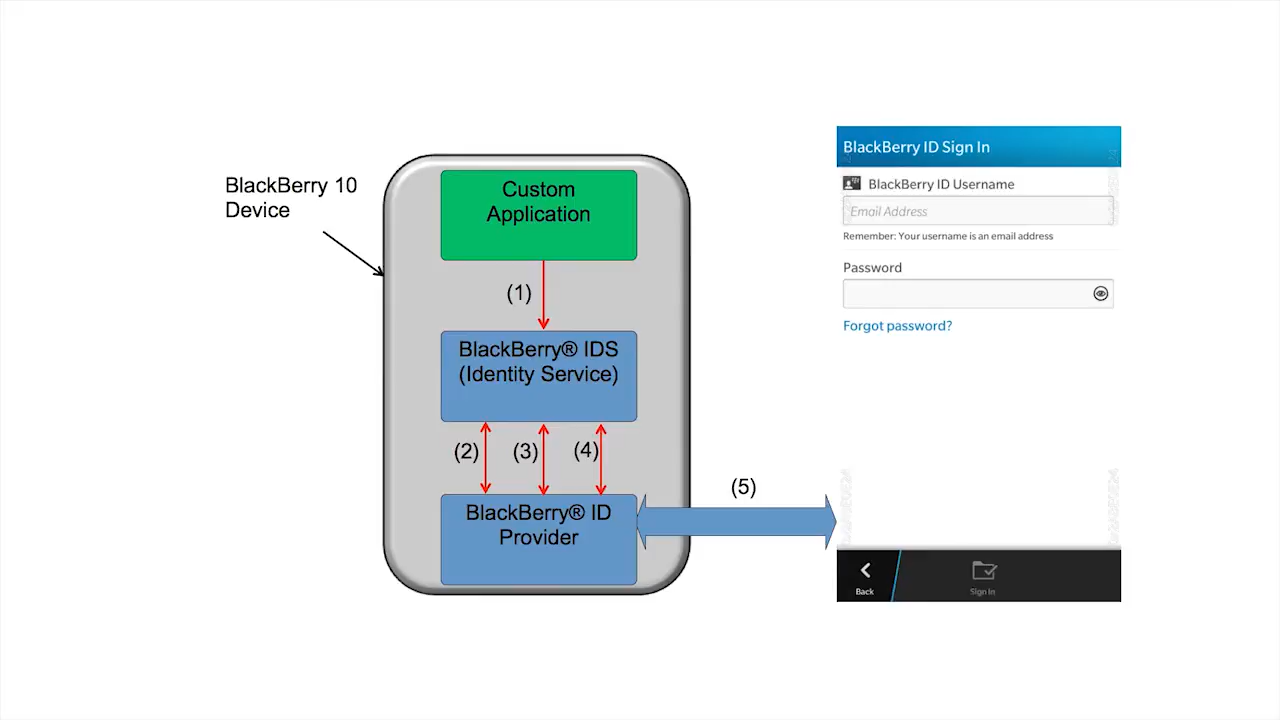 BlackBerry 10
Device
Custom
Application
(1)
BlackBerry® IDS
(Identity Service)
(2)
(3)
(4)
BlackBerry® ID
Provider
(5)
BlackBerry ID Sign In
BlackBerry ID Username
Email Address
Remember: Your username is an email address
Password
Forgot password?
Back
Sign In